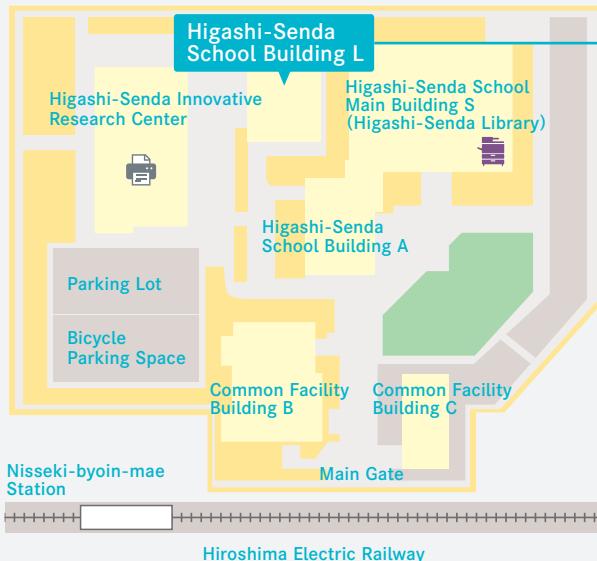 Higashi-Senda
School Building L
Higashi-Senda Innovative
Research Center
Higashi-Senda School
Main Building S
(Higashi-Senda Library)
Higashi-Senda
School Building A
Parking Lot
Bicycle
Parking Space
Common Facility
Building B
Common Facility
Building C
Main Gate
Nisseki-byoin-mae
Station
Hiroshima Electric Railway